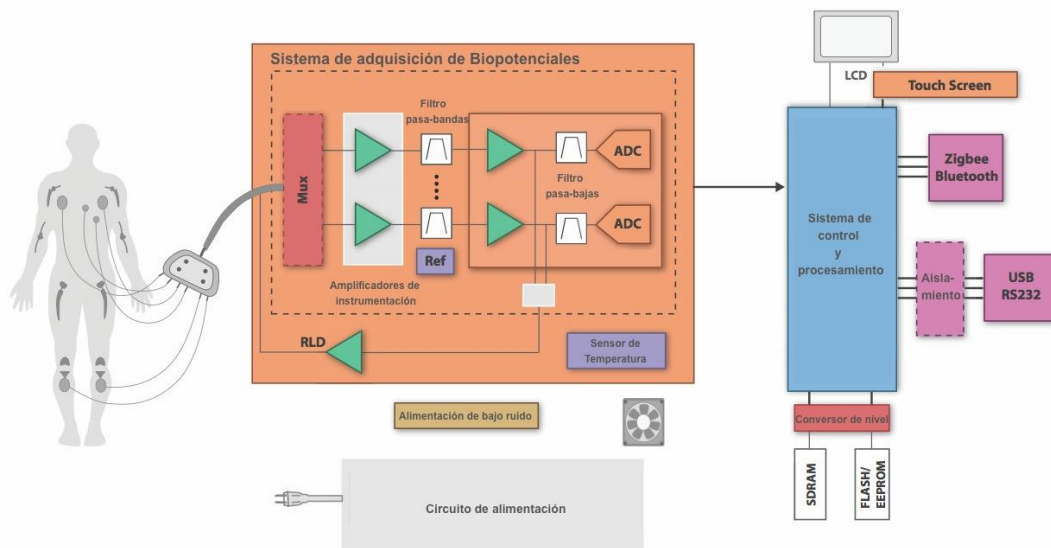 Sistema de adquisición de Biopotenciales
Mux
Filtro
pasa-bandas
Ref
Amplificadores de
instrumentación
Filtro
pasa-bajas
ADC
ADC
RLD
Sensor de
Temperatura
Alimentación de bajo ruido
Circuito de alimentación
LCD
Touch Screen
Sistema de
control
y
procesamiento
Zigbee
Bluetooth
Aisla-
miento
USB
RS232
Conversor de nivel
SDRAM
FLASH/
EEPROM